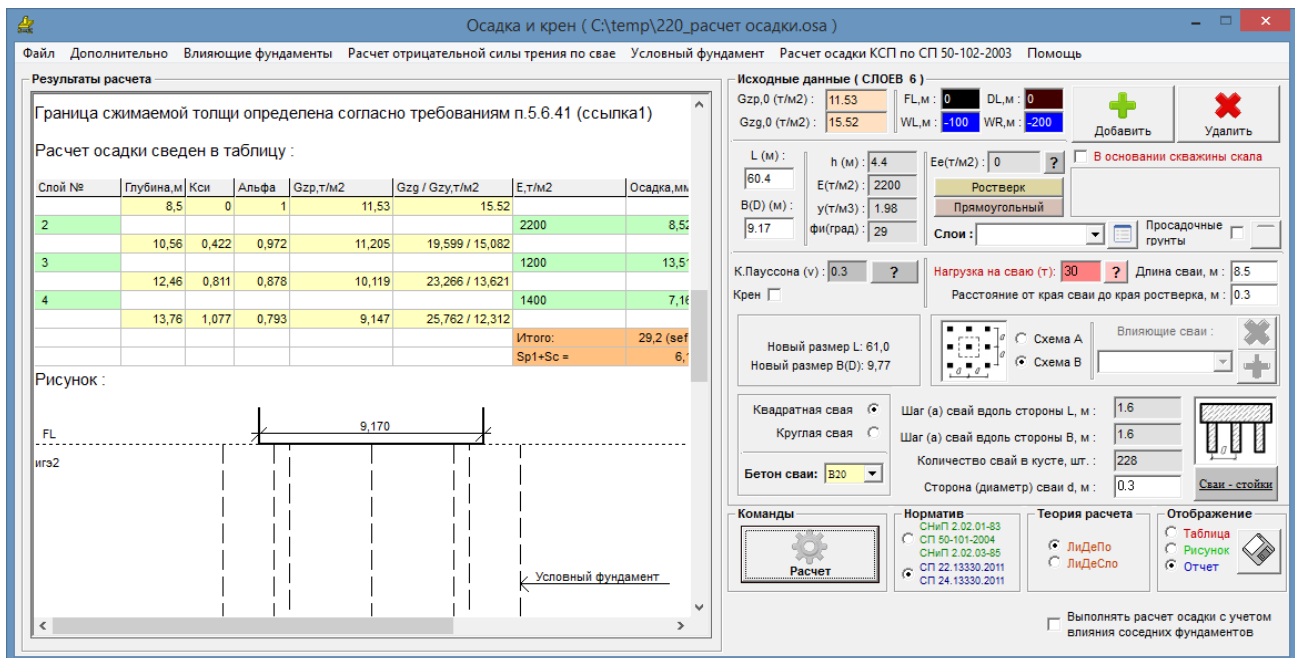 Осадка и крен ( C:\temp\220_расчет осадки.osa )
Файл Дополнительно Влияющие фундаменты Расчет отрицательной силы трения по свае Условный фундамент Расчет осадки КСП по СП 50-102-2003 Помощь
Результаты расчета
Граница сжимаемой толщи определена согласно требованиям п.5.6.41 (ссылка1)
Расчет осадки сведен в таблицу :
Слой № Глубина,м Кси Альфа Gzp,т/м2 Gzg / Gzy,т/м2 E,т/м2 Осадка,мм
8,5 0 1 11,53 15.52
2 2200 8,52
10,56 0,422 0,972 11,205 19,599 / 15,082
3 1200 13,51
12,46 0,811 0,878 10,119 23,266 / 13,621
4 1400 7,16
13,76 1,077 0,793 9,147 25,762 / 12,312
Итого: 29,2 (sef
Sp1+Sc = 6,1
Рисунок :
9,170
FL
игэ2
Условный фундамент
Исходные данные ( СЛОЕВ 6 )
Gzp,0 (т/м2) : 11.53 FL,м : 0 DL,м : 0
Gzg,0 (т/м2) : 15.52 WL,м : -100 WR,м : -200
Добавить Удалить
L (м) : 60.4
B(D) (м) : 9.17
h (м) : 4.4
E(т/м2) : 2200
y(т/м3) : 1.98
фи(град) : 29
Ee(т/м2) : 0 ?
Ростверк
Прямоугольный
Слои :
В основании скважины скала
Просадочные грунты
К.Пауссона (v) : 0.3 ?
Крен
Нагрузка на сваю (т): 30 ? Длина сваи, м : 8.5
Расстояние от края сваи до края ростверка, м : 0.3
Новый размер L: 61,0
Новый размер B(D): 9,77
a
a a
Схема А
Схема В
Влияющие сваи :
Квадратная свая
Круглая свая
Бетон сваи: B20
Шаг (а) свай вдоль стороны L, м : 1.6
Шаг (а) свай вдоль стороны B, м : 1.6
Количество свай в кусте, шт. : 228
Сторона (диаметр) сваи d, м : 0.3
a
Сваи - стойки
Команды
Расчет
Норматив
СНиП 2.02.01-83
СП 50-101-2004
СНиП 2.02.03-85
СП 22.13330.2011
СП 24.13330.2011
Теория расчета
ЛиДеПо
ЛиДеСло
Отображение
Таблица
Рисунок
Отчет
Выполнять расчет осадки с учетом
влияния соседних фундаментов